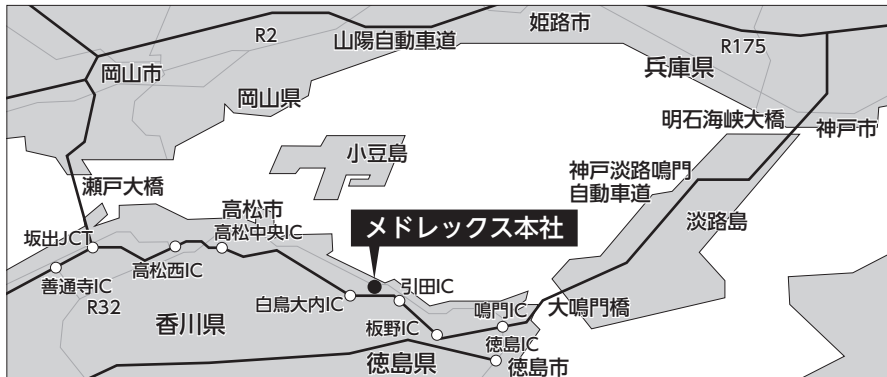 姫路市
R2
山陽自動車道
R175
岡山市
兵庫県
岡山県
明石海峡大橋
神戸市
小豆島
神戸淡路鳴門
自動車道
瀬戸大橋
高松市
淡路島
坂出JCT
高松中央IC
メドレックス本社
高松西IC
善通寺IC
引田IC
R32
白鳥大内IC
鳴門IC
大鳴門橋
香川県
板野IC
徳島IC
徳島県
徳島市